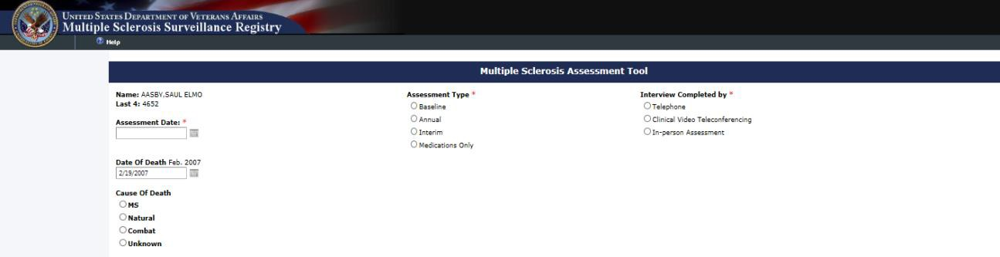 UNITED STATES DEPARTMENT OF VETERANS AFFAIRS
Multiple Sclerosis Surveillance Registry
? Help
Multiple Sclerosis Assessment Tool
Name: AASBY,SAUL ELMO
Last 4: 4652
Assessment Date: *
Date Of Death Feb. 2007
2/19/2007
Cause Of Death
MS
Natural
Combat
Unknown
Assessment Type *
Baseline
Annual
Interim
Medications Only
Interview Completed by *
Telephone
Clinical Video Teleconferencing
In-person Assessment